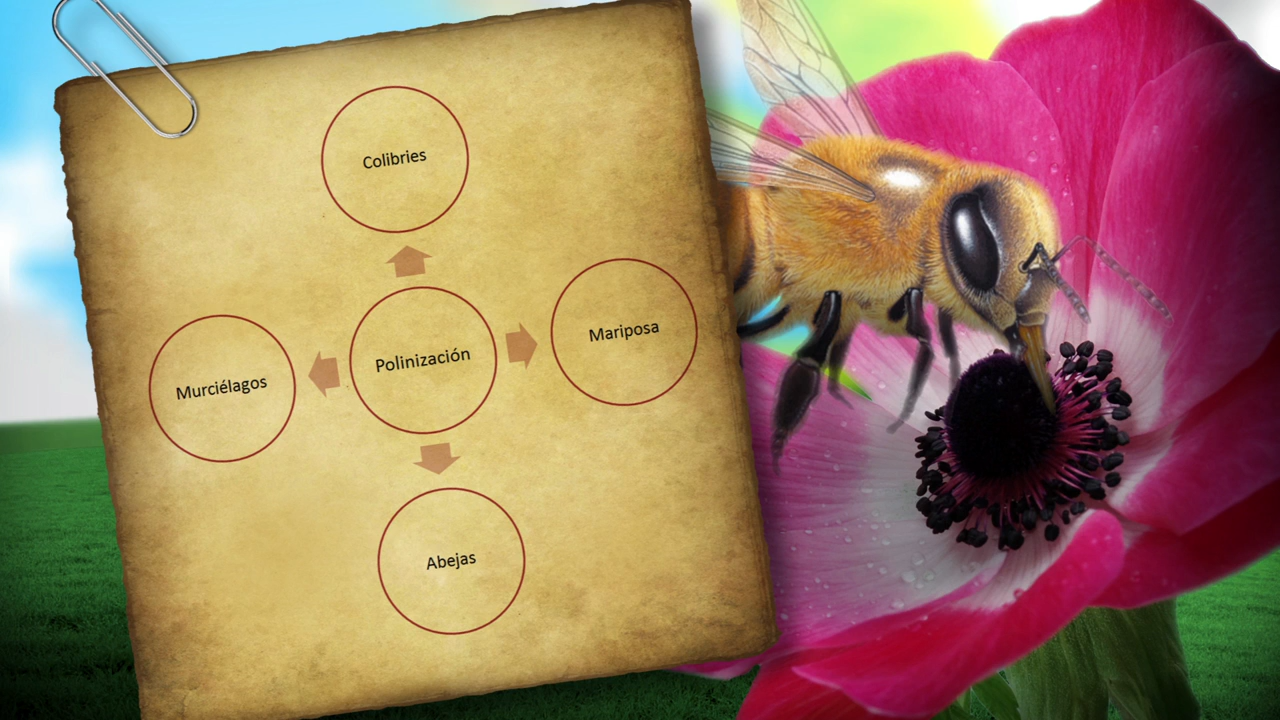 Colibries
Mariposa
Polinización
Murciélagos
Abejas